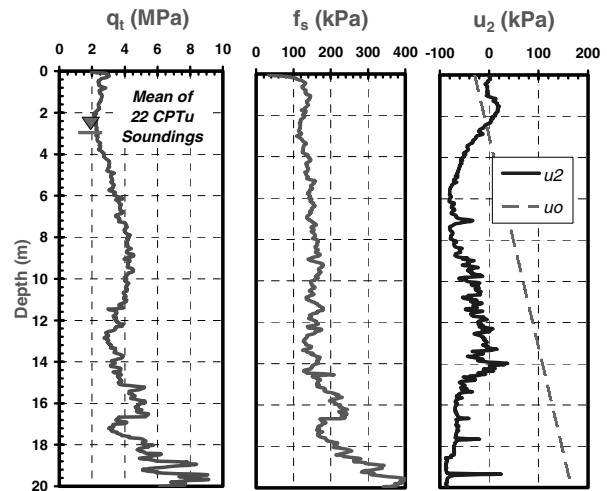 qt (MPa)
fs (kPa)
u2 (kPa)
0 2 4 6 8 10
0 100 200 300 400
-100 0 100 200
0
2
4
6
8
10
12
14
16
18
20
Depth (m)
Mean of
22 CPTu
Soundings
u2
uo